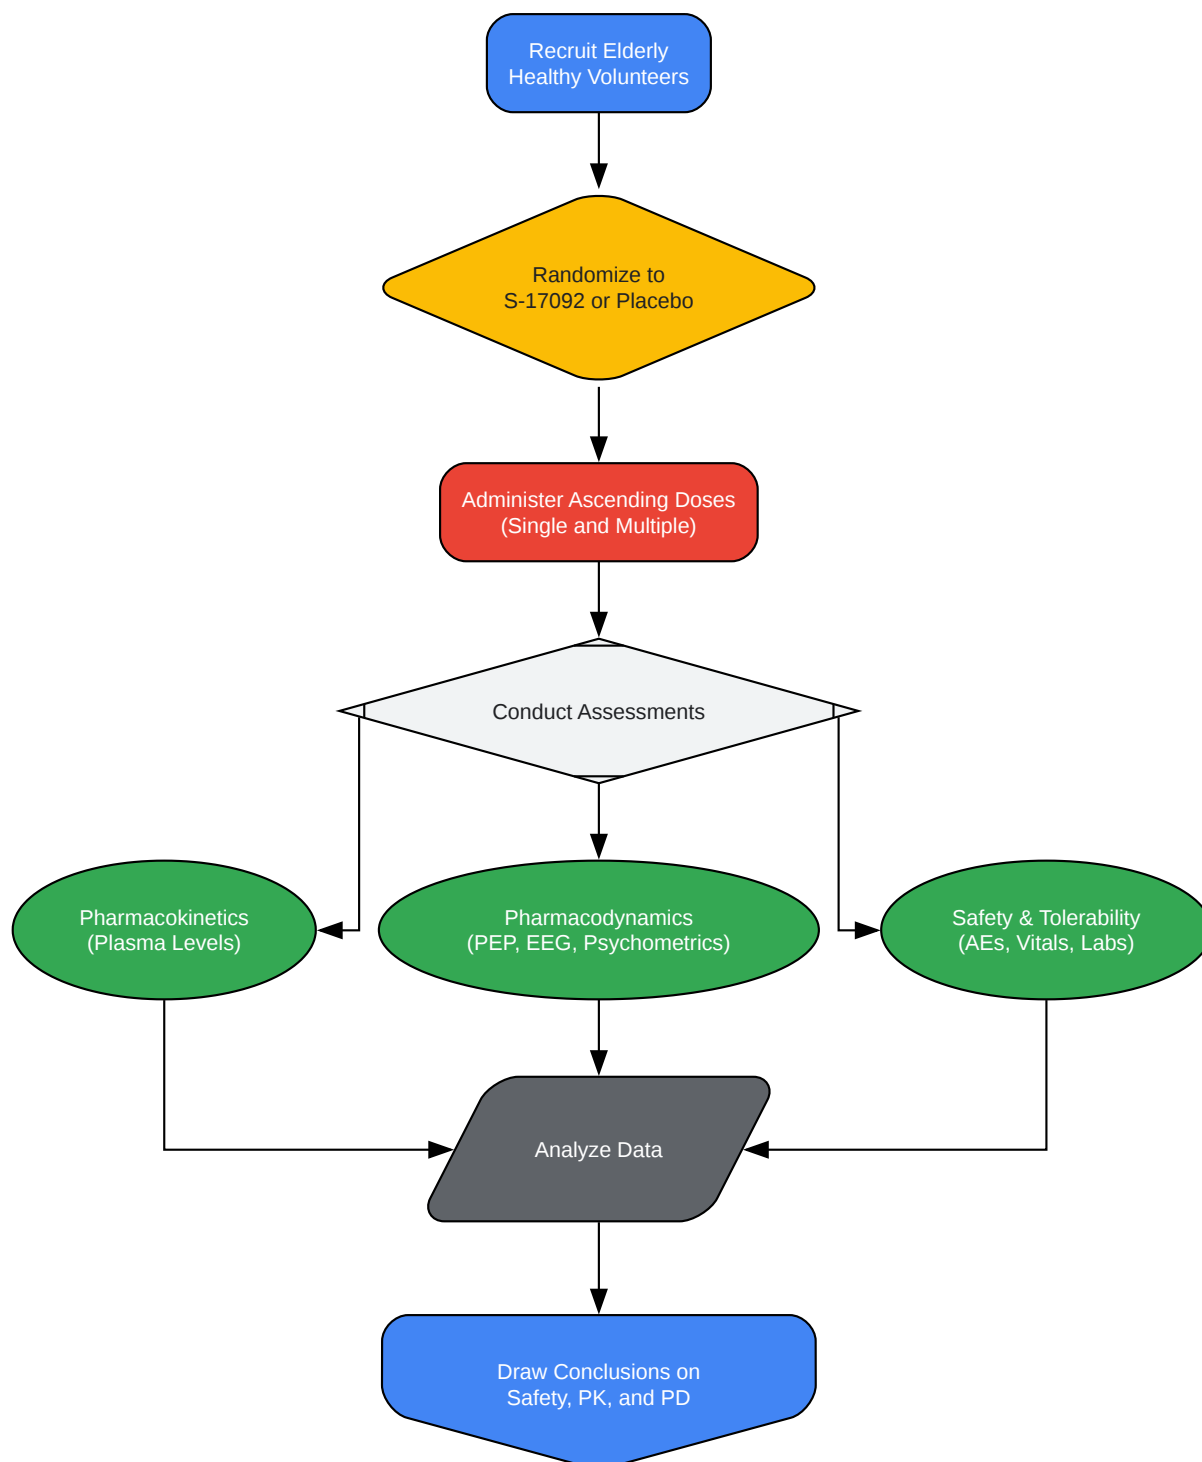 Recruit Elderly
Healthy Volunteers
Randomize to
S-17092 or Placebo
Administer Ascending Doses
(Single and Multiple)
Conduct Assessments
Pharmacokinetics
(Plasma Levels)
Pharmacodynamics
(PEP, EEG, Psychometrics)
Safety & Tolerability
(AEs, Vitals, Labs)
Analyze Data
Draw Conclusions on
Safety, PK, and PD